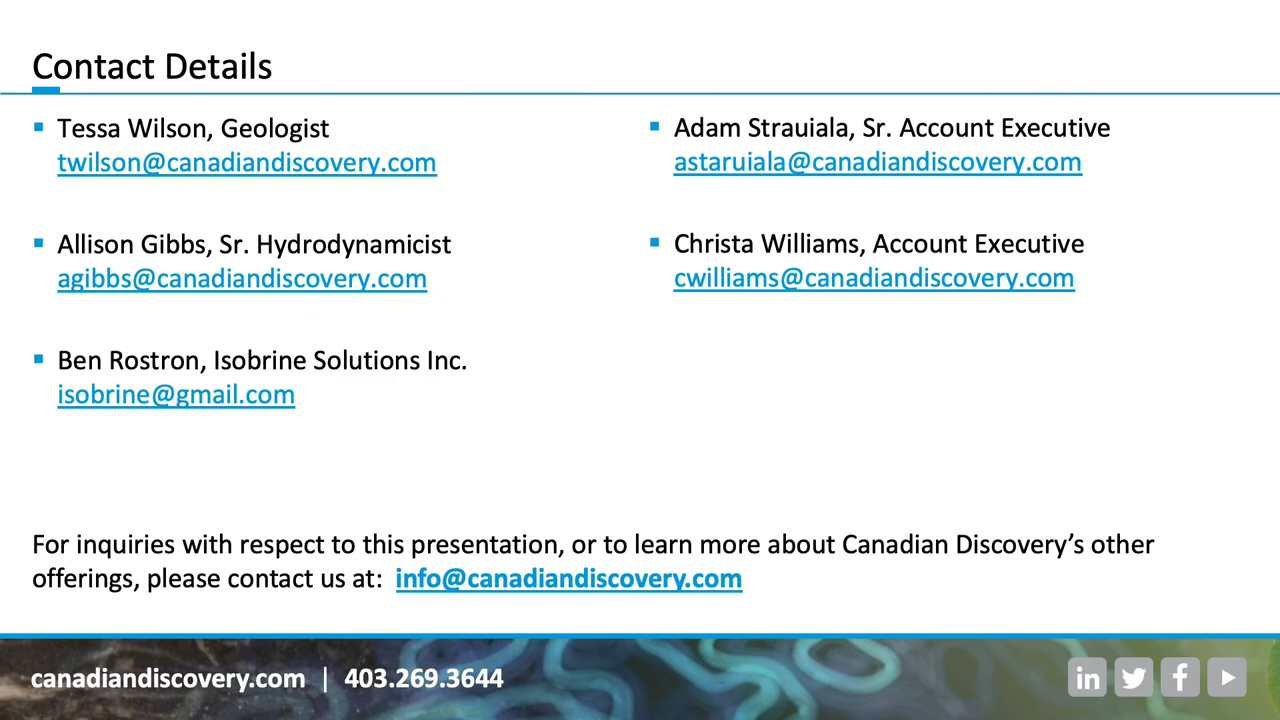 Contact Details
▪ Tessa Wilson, Geologist
twilson@canadiandiscovery.com
▪ Allison Gibbs, Sr. Hydrodynamicist
agibbs@canadiandiscovery.com
▪ Ben Rostron, Isobrine Solutions Inc.
isobrine@gmail.com
▪ Adam Strauiala, Sr. Account Executive
astaruiala@canadiandiscovery.com
▪ Christa Williams, Account Executive
cwilliams@canadiandiscovery.com
For inquiries with respect to this presentation, or to learn more about Canadian Discovery’s other
offerings, please contact us at: info@canadiandiscovery.com
canadiandiscovery.com | 403.269.3644
in
f